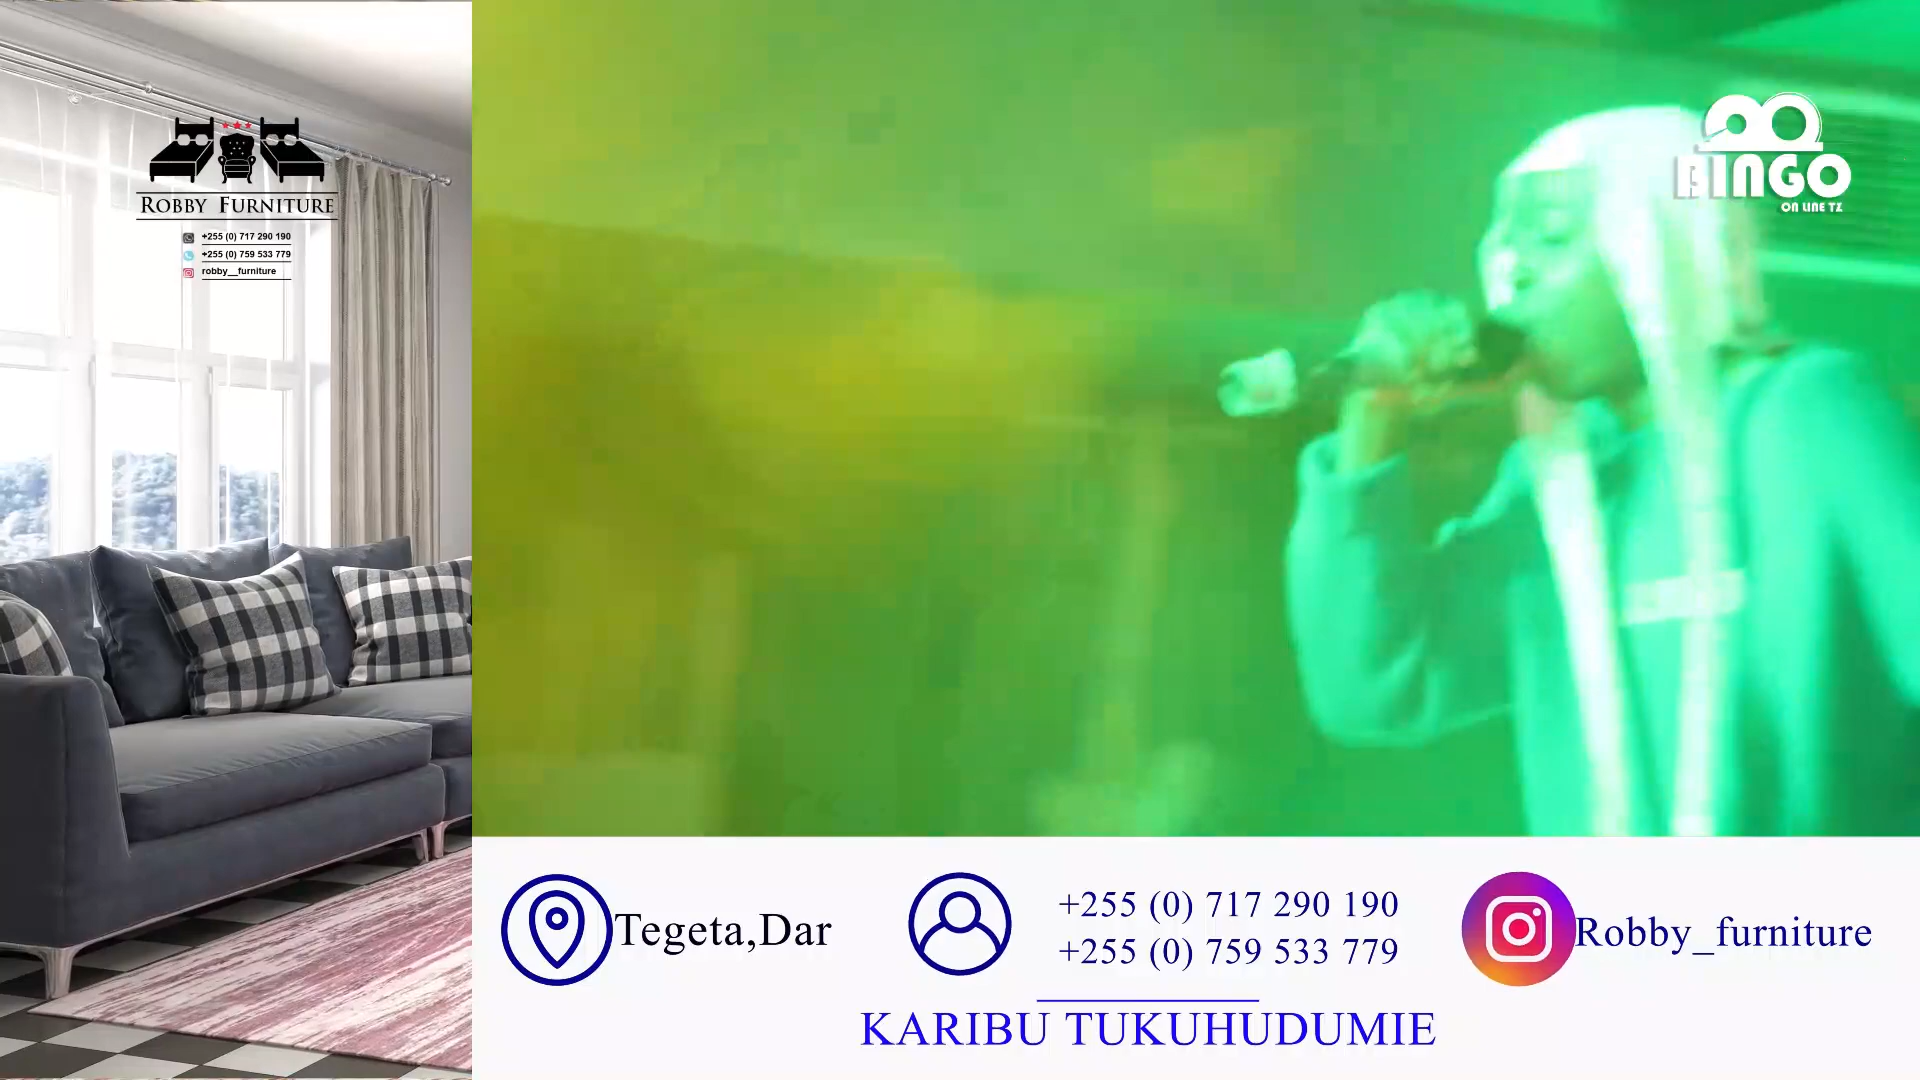 ROBBY FURNITURE
+255 (0) 717 290 190
+255 (0) 759 533 779
robby__furniture
BINGO
ON LINE TZ
Tegeta,Dar
+255 (0) 717 290 190
+255 (0) 759 533 779
Robby_furniture
KARIBU TUKUHUDUMIE